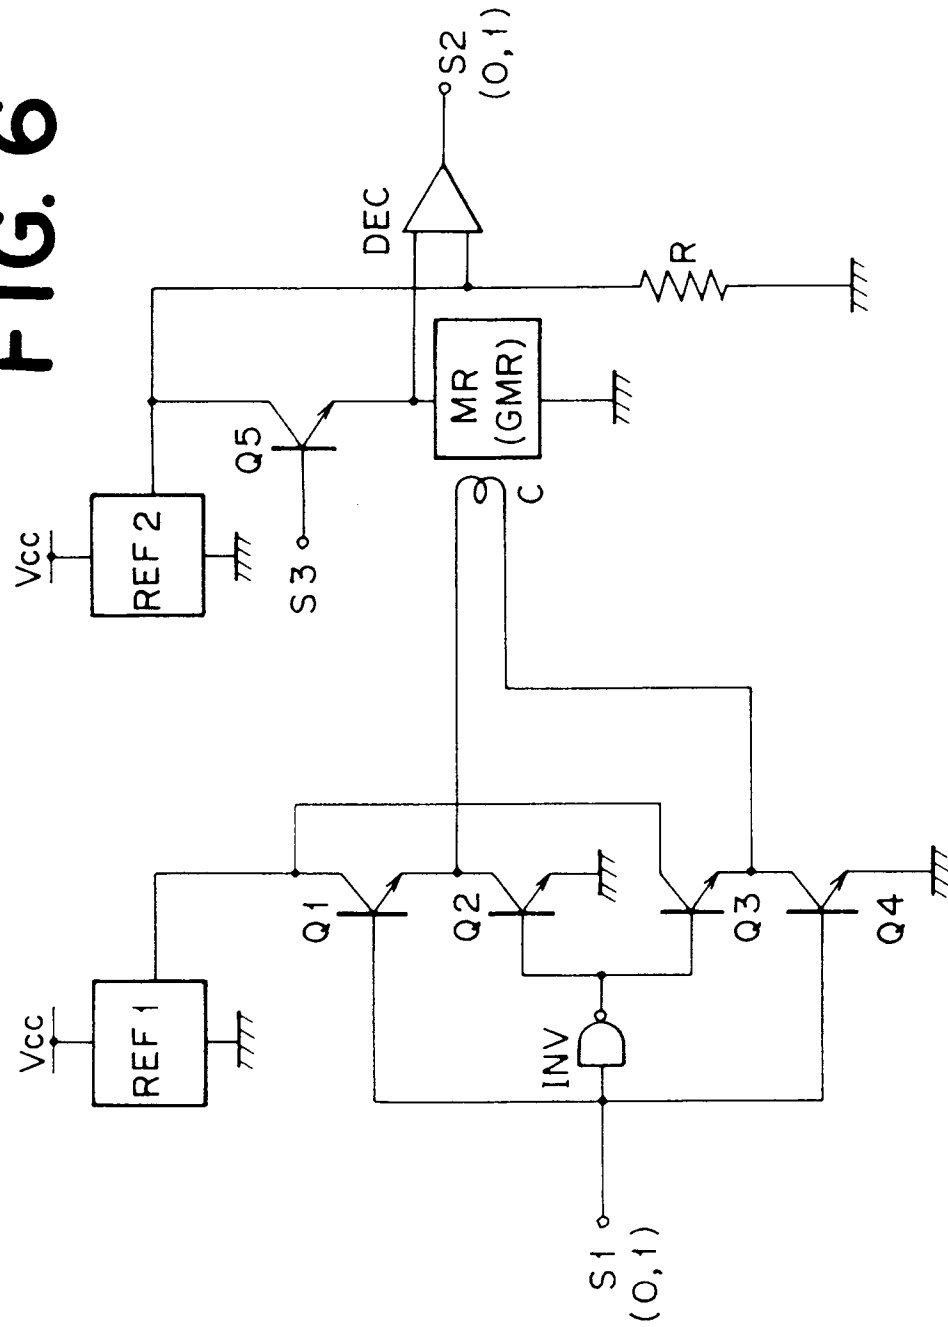 FIG. 6
Vcc
REF 1
Vcc
REF 2
Q1
Q2
Q3
Q4
Q5
INV
S1
(0,1)
S3
C
MR
(GMR)
DEC
S2
(0,1)
R